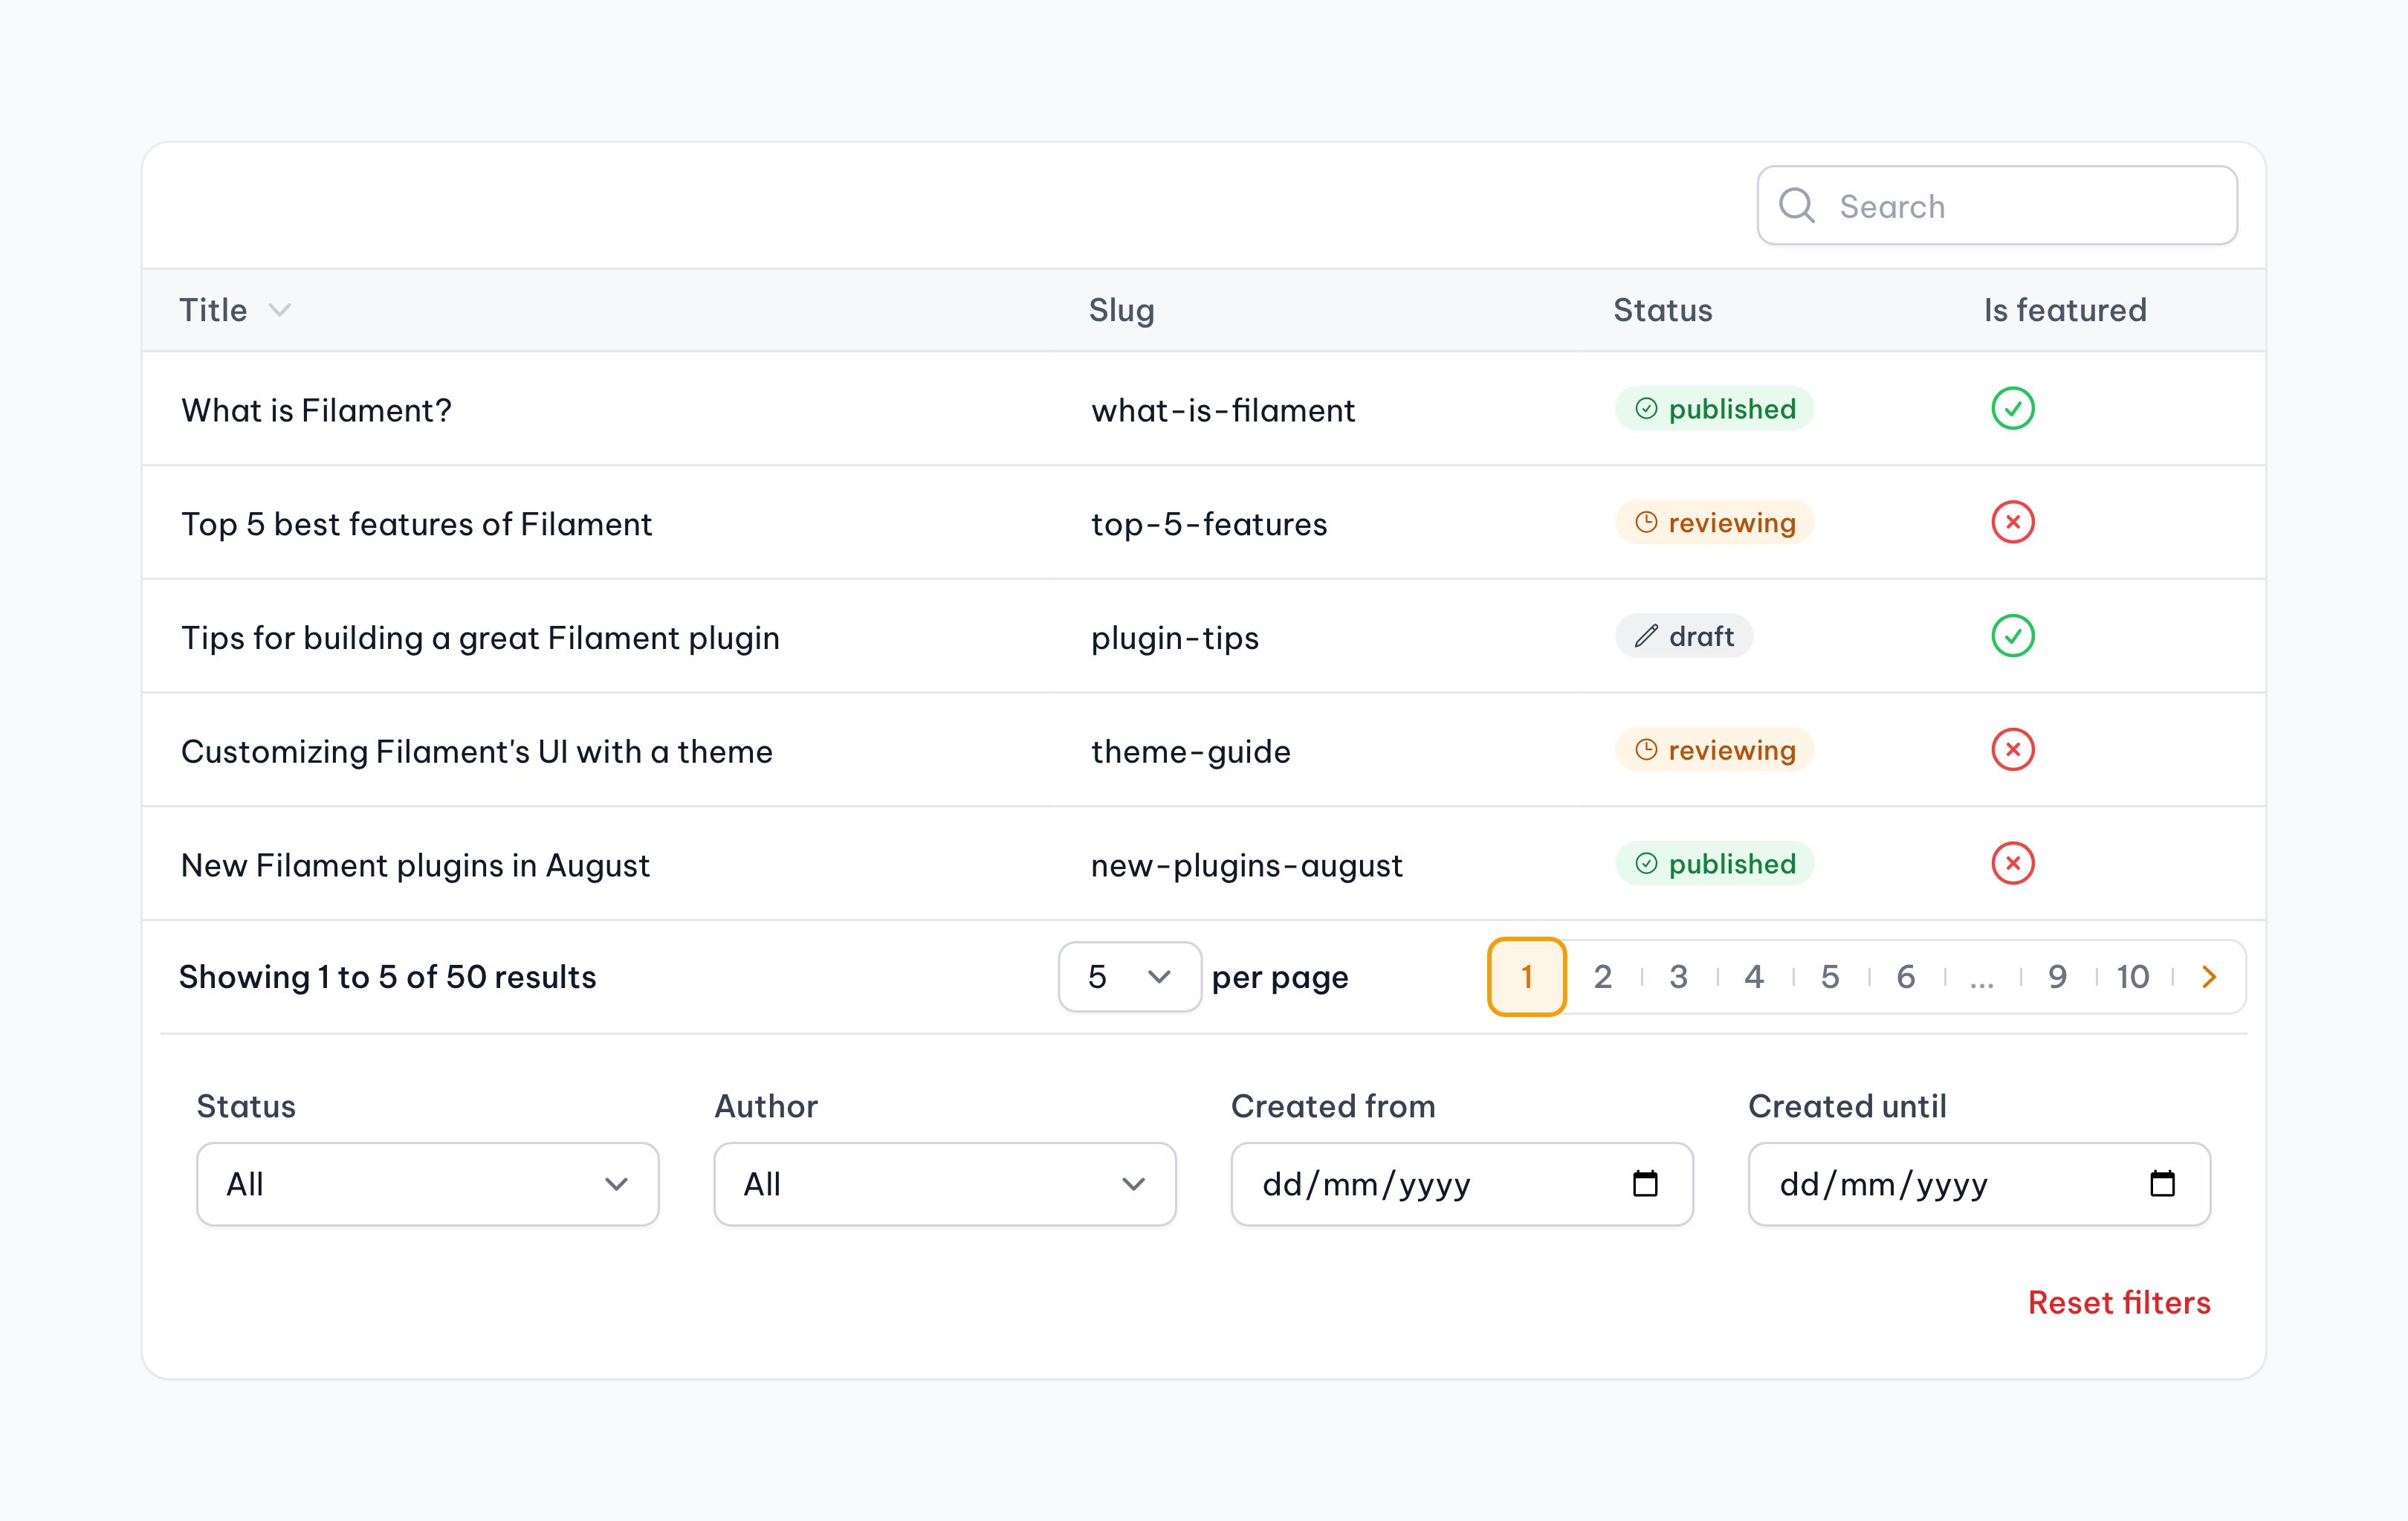 Search
Title Slug Status Is featured
What is Filament? what-is-filament published
Top 5 best features of Filament top-5-features reviewing
Tips for building a great Filament plugin plugin-tips draft
Customizing Filament's UI with a theme theme-guide reviewing
New Filament plugins in August new-plugins-august published
Showing 1 to 5 of 50 results 5 per page 1 2 3 4 5 6 ... 9 10
Status Author Created from Created until
All All dd/mm/yyyy dd/mm/yyyy
Reset filters